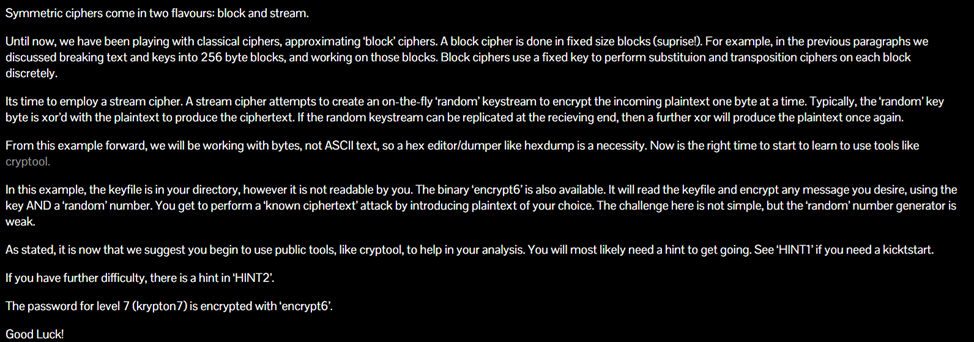 Symmetric ciphers come in two flavours: block and stream.
Until now, we have been playing with classical ciphers, approximating ‘block’ ciphers. A block cipher is done in fixed size blocks (suprise!). For example, in the previous paragraphs we
discussed breaking text and keys into 256 byte blocks, and working on those blocks. Block ciphers use a fixed key to perform substituion and transposition ciphers on each block
discretely.
Its time to employ a stream cipher. A stream cipher attempts to create an on-the-fly ‘random’ keystream to encrypt the incoming plaintext one byte at a time. Typically, the ‘random’ key
byte is xor’d with the plaintext to produce the ciphertext. If the random keystream can be replicated at the recieving end, then a further xor will produce the plaintext once again.
From this example forward, we will be working with bytes, not ASCII text, so a hex editor/dumper like hexdump is a necessity. Now is the right time to start to learn to use tools like
cryptool.
In this example, the keyfile is in your directory, however it is not readable by you. The binary ‘encrypt6’ is also available. It will read the keyfile and encrypt any message you desire, using the
key AND a ‘random’ number. You get to perform a ‘known ciphertext’ attack by introducing plaintext of your choice. The challenge here is not simple, but the ‘random’ number generator is
weak.
As stated, it is now that we suggest you begin to use public tools, like cryptool, to help in your analysis. You will most likely need a hint to get going. See ‘HINT1’ if you need a kicktstart.
If you have further difficulty, there is a hint in ‘HINT2’.
The password for level 7 (krypton7) is encrypted with ‘encrypt6’.
Good Luck!